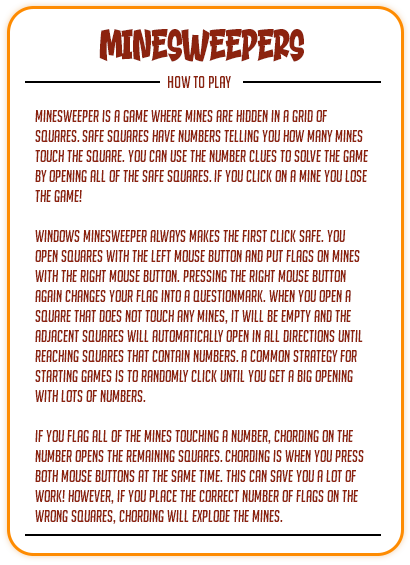 MINESWEEPERS
HOW TO PLAY
MINESWEEPER IS A GAME WHERE MINES ARE HIDDEN IN A GRID OF
SQUARES. SAFE SQUARES HAVE NUMBERS TELLING YOU HOW MANY MINES
TOUCH THE SQUARE. YOU CAN USE THE NUMBER CLUES TO SOLVE THE GAME
BY OPENING ALL OF THE SAFE SQUARES. IF YOU CLICK ON A MINE YOU LOSE
THE GAME!
WINDOWS MINESWEEPER ALWAYS MAKES THE FIRST CLICK SAFE. YOU
OPEN SQUARES WITH THE LEFT MOUSE BUTTON AND PUT FLAGS ON MINES
WITH THE RIGHT MOUSE BUTTON. PRESSING THE RIGHT MOUSE BUTTON
AGAIN CHANGES YOUR FLAG INTO A QUESTIONMARK. WHEN YOU OPEN A
SQUARE THAT DOES NOT TOUCH ANY MINES, IT WILL BE EMPTY AND THE
ADJACENT SQUARES WILL AUTOMATICALLY OPEN IN ALL DIRECTIONS UNTIL
REACHING SQUARES THAT CONTAIN NUMBERS. A COMMON STRATEGY FOR
STARTING GAMES IS TO RANDOMLY CLICK UNTIL YOU GET A BIG OPENING
WITH LOTS OF NUMBERS.
IF YOU FLAG ALL OF THE MINES TOUCHING A NUMBER, CHORDING ON THE
NUMBER OPENS THE REMAINING SQUARES. CHORDING IS WHEN YOU PRESS
BOTH MOUSE BUTTONS AT THE SAME TIME. THIS CAN SAVE YOU A LOT OF
WORK! HOWEVER, IF YOU PLACE THE CORRECT NUMBER OF FLAGS ON THE
WRONG SQUARES, CHORDING WILL EXPLODE THE MINES.